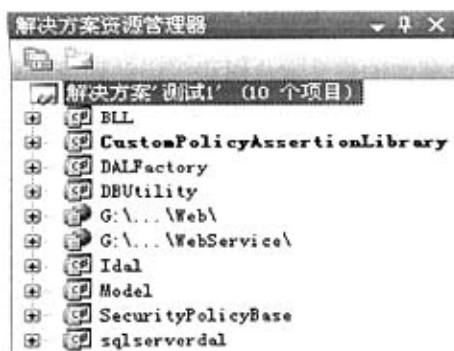 解决方案资源管理器
解决方案'测试1' (10 个项目)
BLL
CustomPolicyAssertionLibrary
DALFactory
DBUtility
G:\...\Web\
G:\...\WebService\
Idal
Model
SecurityPolicyBase
sqlserverdal